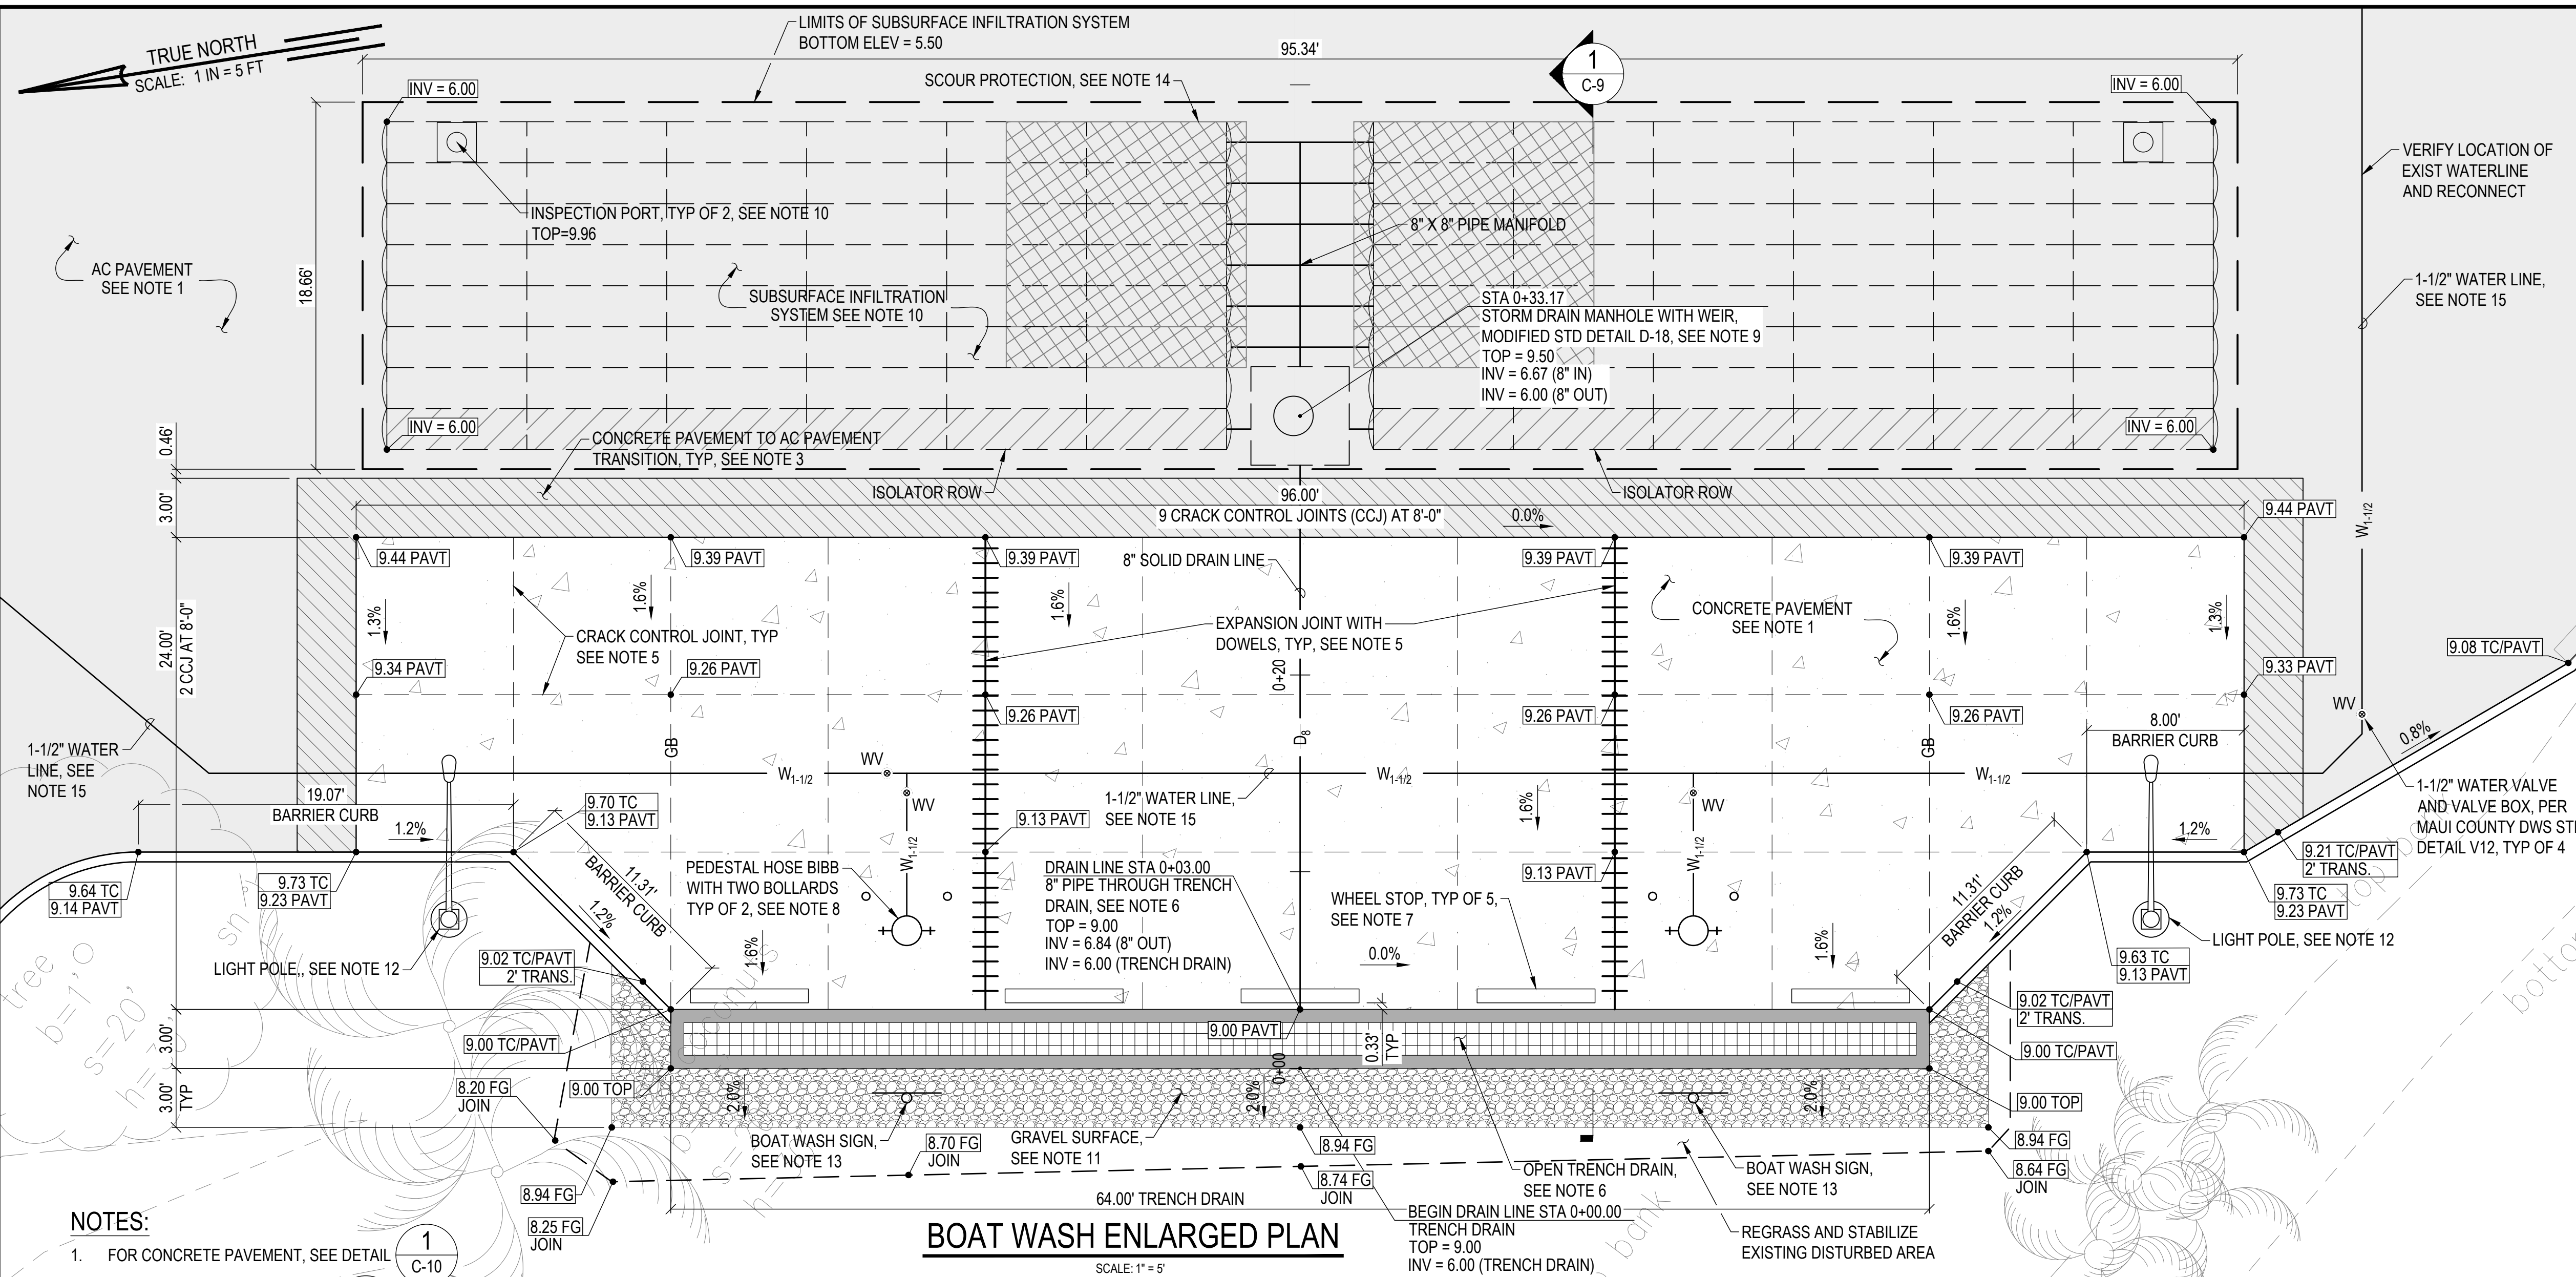 TRUE NORTH
SCALE: 1 IN = 5 FT
LIMITS OF SUBSURFACE INFILTRATION SYSTEM
BOTTOM ELEV = 5.50
95.34'
1
C-9
SCOUR PROTECTION, SEE NOTE 14
INV = 6.00
INV = 6.00
VERIFY LOCATION OF
EXIST WATERLINE
AND RECONNECT
INSPECTION PORT, TYP OF 2, SEE NOTE 10
TOP=9.96
8" X 8" PIPE MANIFOLD
AC PAVEMENT
SEE NOTE 1
18.66'
SUBSURFACE INFILTRATION
SYSTEM SEE NOTE 10
STA 0+33.17
STORM DRAIN MANHOLE WITH WEIR,
MODIFIED STD DETAIL D-18, SEE NOTE 9
TOP = 9.50
INV = 6.67 (8" IN)
INV = 6.00 (8" OUT)
1-1/2" WATER LINE,
SEE NOTE 15
0.46'
INV = 6.00
INV = 6.00
CONCRETE PAVEMENT TO AC PAVEMENT
TRANSITION, TYP, SEE NOTE 3
ISOLATOR ROW
ISOLATOR ROW
3.00'
96.00'
9 CRACK CONTROL JOINTS (CCJ) AT 8'-0"
0.0%
9.44 PAVT
W1-1/2
9.44 PAVT
9.39 PAVT
9.39 PAVT
8" SOLID DRAIN LINE
9.39 PAVT
9.39 PAVT
24.00'
2 CCJ AT 8'-0"
1.3%
1.6%
1.6%
1.6%
1.3%
CRACK CONTROL JOINT, TYP
SEE NOTE 5
EXPANSION JOINT WITH
DOWELS, TYP, SEE NOTE 5
CONCRETE PAVEMENT
SEE NOTE 1
9.08 TC/PAVT
9.34 PAVT
9.26 PAVT
0+20
9.33 PAVT
9.26 PAVT
9.26 PAVT
9.26 PAVT
WV
8.00'
BARRIER CURB
0.8%
GB
D8
GB
1-1/2" WATER
LINE, SEE
NOTE 15
WV
W1-1/2
W1-1/2
W1-1/2
1-1/2" WATER VALVE
AND VALVE BOX, PER
MAUI COUNTY DWS ST
DETAIL V12, TYP OF 4
19.07'
BARRIER CURB
9.70 TC
9.13 PAVT
WV
1-1/2" WATER LINE,
SEE NOTE 15
WV
1.2%
9.13 PAVT
1.6%
1.2%
9.21 TC/PAVT
2' TRANS.
W1-1/2
W1-1/2
11.31'
BARRIER CURB
1.2%
PEDESTAL HOSE BIBB
WITH TWO BOLLARDS
TYP OF 2, SEE NOTE 8
DRAIN LINE STA 0+03.00
8" PIPE THROUGH TRENCH
DRAIN, SEE NOTE 6
TOP = 9.00
INV = 6.84 (8" OUT)
INV = 6.00 (TRENCH DRAIN)
9.13 PAVT
WHEEL STOP, TYP OF 5,
SEE NOTE 7
11.31'
BARRIER CURB
1.2%
9.64 TC
9.14 PAVT
9.73 TC
9.23 PAVT
9.73 TC
9.23 PAVT
LIGHT POLE,, SEE NOTE 12
9.02 TC/PAVT
2' TRANS.
1.6%
0.0%
1.6%
9.63 TC
9.13 PAVT
LIGHT POLE, SEE NOTE 12
9.02 TC/PAVT
2' TRANS.
tree
b=1',
s=20',
top bank
3.00'
9.00 TC/PAVT
9.00 PAVT
0.33'
TYP
9.00 TC/PAVT
0+00
3.00'
TYP
8.20 FG
JOIN
9.00 TOP
2.0%
2.0%
2.0%
9.00 TOP
BOAT WASH SIGN,
SEE NOTE 13
8.70 FG
JOIN
GRAVEL SURFACE,
SEE NOTE 11
8.94 FG
8.94 FG
8.94 FG
8.74 FG
JOIN
OPEN TRENCH DRAIN,
SEE NOTE 6
BOAT WASH SIGN,
SEE NOTE 13
8.64 FG
JOIN
8.25 FG
JOIN
64.00' TRENCH DRAIN
BEGIN DRAIN LINE STA 0+00.00
TRENCH DRAIN
TOP = 9.00
INV = 6.00 (TRENCH DRAIN)
REGRASS AND STABILIZE
EXISTING DISTURBED AREA
bank
NOTES:
1. FOR CONCRETE PAVEMENT, SEE DETAIL
1
C-10
BOAT WASH ENLARGED PLAN
SCALE: 1" = 5'